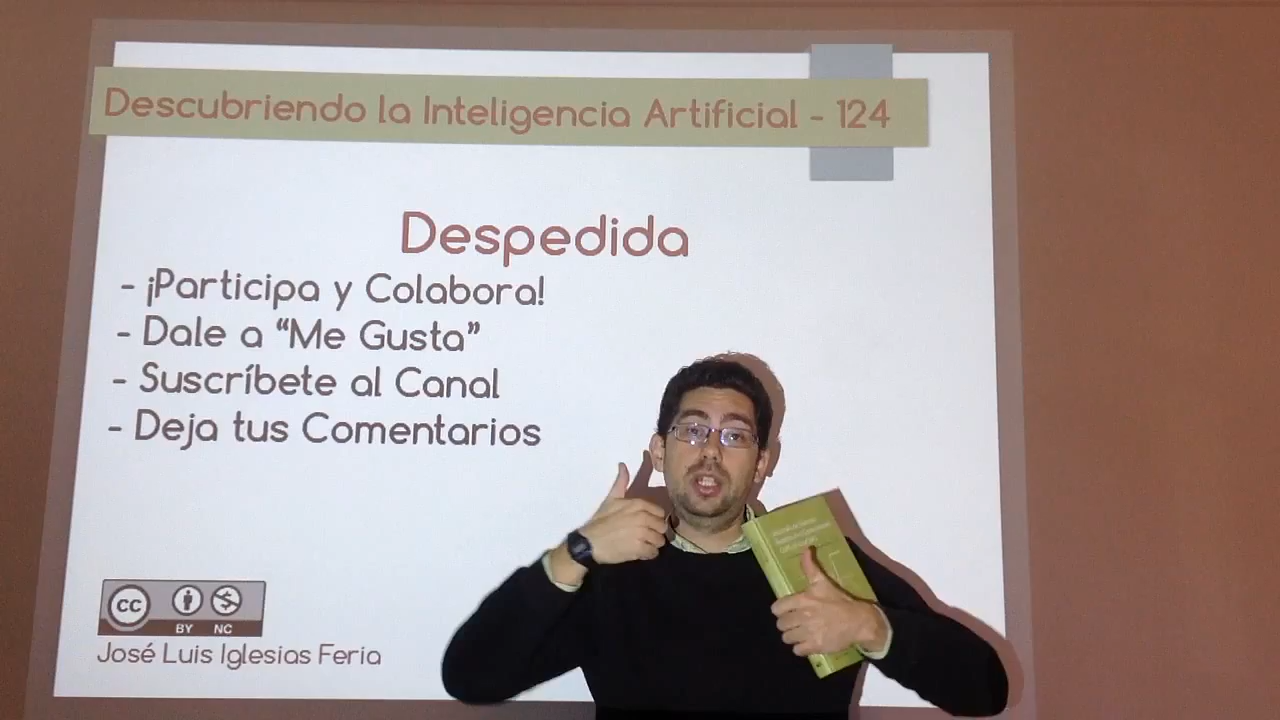 Descubriendo la Inteligencia Artificial - 124
Despedida
- ¡Participa y Colabora!
- Dale a “Me Gusta”
- Suscríbete al Canal
- Deja tus Comentarios
CC
BY NC
José Luis Iglesias Feria